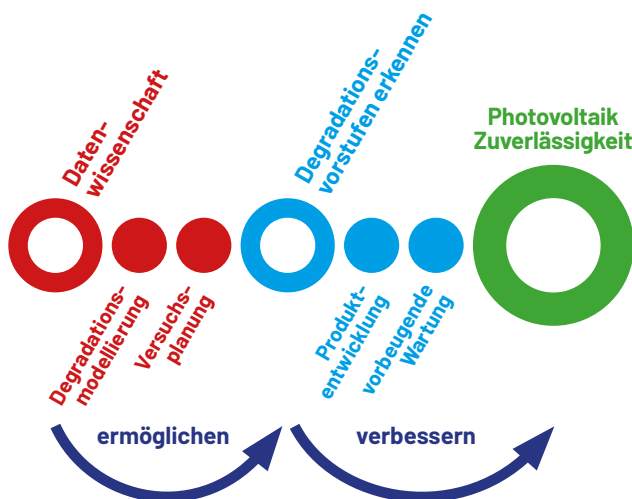 Daten-
wissenschaft
Degradations-
modellierung
Versuchs-
planung
Degradations-
vorstufen erkennen
Produkt-
entwicklung
vorbeugende
Wartung
Photovoltaik
Zuverlässigkeit
ermöglichen
verbessern